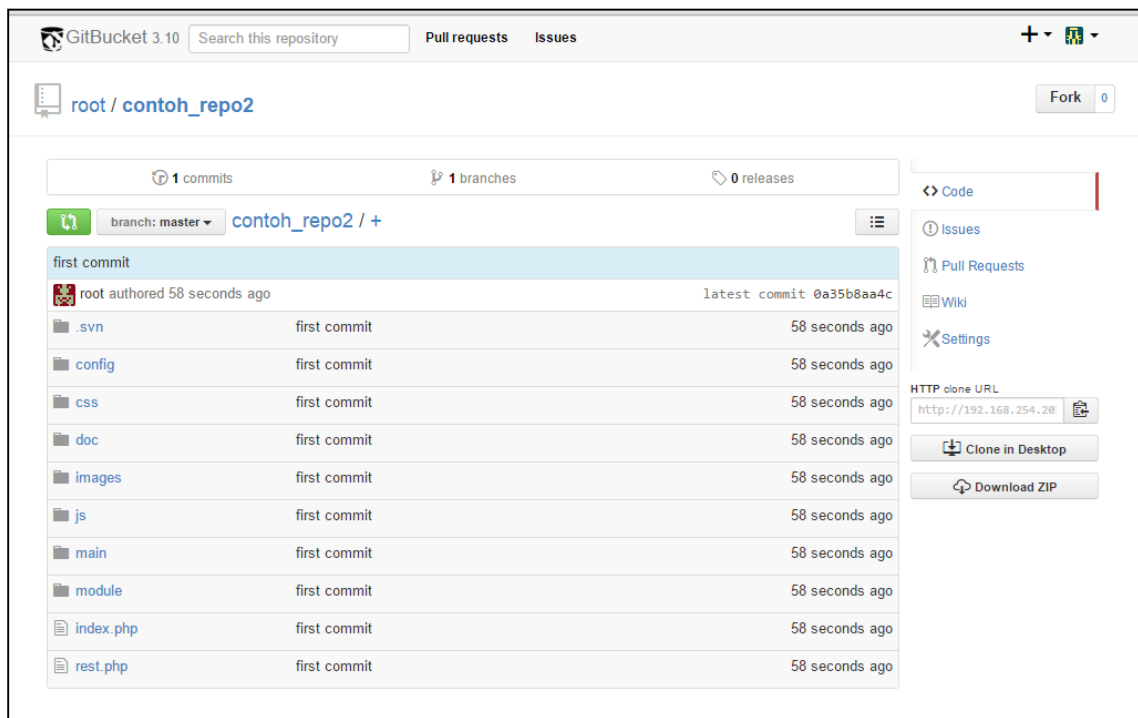 GitBucket 3.10 Search this repository Pull requests Issues
root / contoh_repo2 Fork 0
1 commits 1 branches 0 releases
branch: master contoh_repo2 / +
first commit
root authored 58 seconds ago latest commit 0a35b8aa4c
.svn first commit 58 seconds ago
config first commit 58 seconds ago
css first commit 58 seconds ago
doc first commit 58 seconds ago
images first commit 58 seconds ago
js first commit 58 seconds ago
main first commit 58 seconds ago
module first commit 58 seconds ago
index.php first commit 58 seconds ago
rest.php first commit 58 seconds ago
Code
Issues
Pull Requests
Wiki
Settings
HTTP clone URL
http://192.168.254.20
Clone in Desktop
Download ZIP